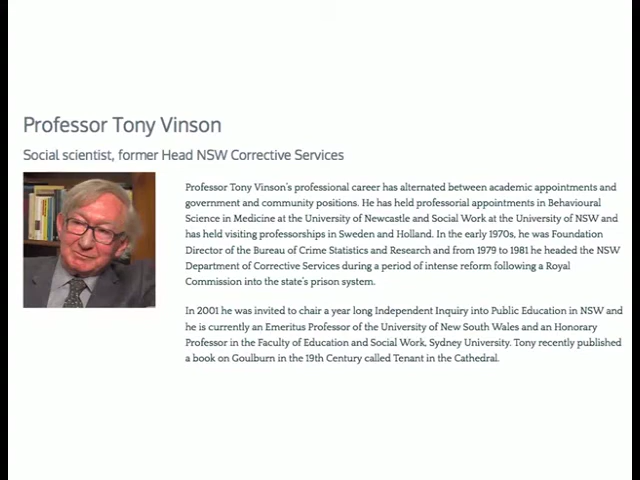 Professor Tony Vinson
Social scientist, former Head NSW Corrective Services
Professor Tony Vinson's professional career has alternated between academic appointments and
government and community positions. He has held professorial appointments in Behavioural
Science in Medicine at the University of Newcastle and Social Work at the University of NSW and
has held visiting professorships in Sweden and Holland. In the early 1970s, he was Foundation
Director of the Bureau of Crime Statistics and Research and from 1979 to 1981 he headed the NSW
Department of Corrective Services during a period of intense reform following a Royal
Commission into the state's prison system.
In 2001 he was invited to chair a year long Independent Inquiry into Public Education in NSW and
he is currently an Emeritus Professor of the University of New South Wales and an Honorary
Professor in the Faculty of Education and Social Work, Sydney University. Tony recently published
a book on Goulburn in the 19th Century called Tenant in the Cathedral.